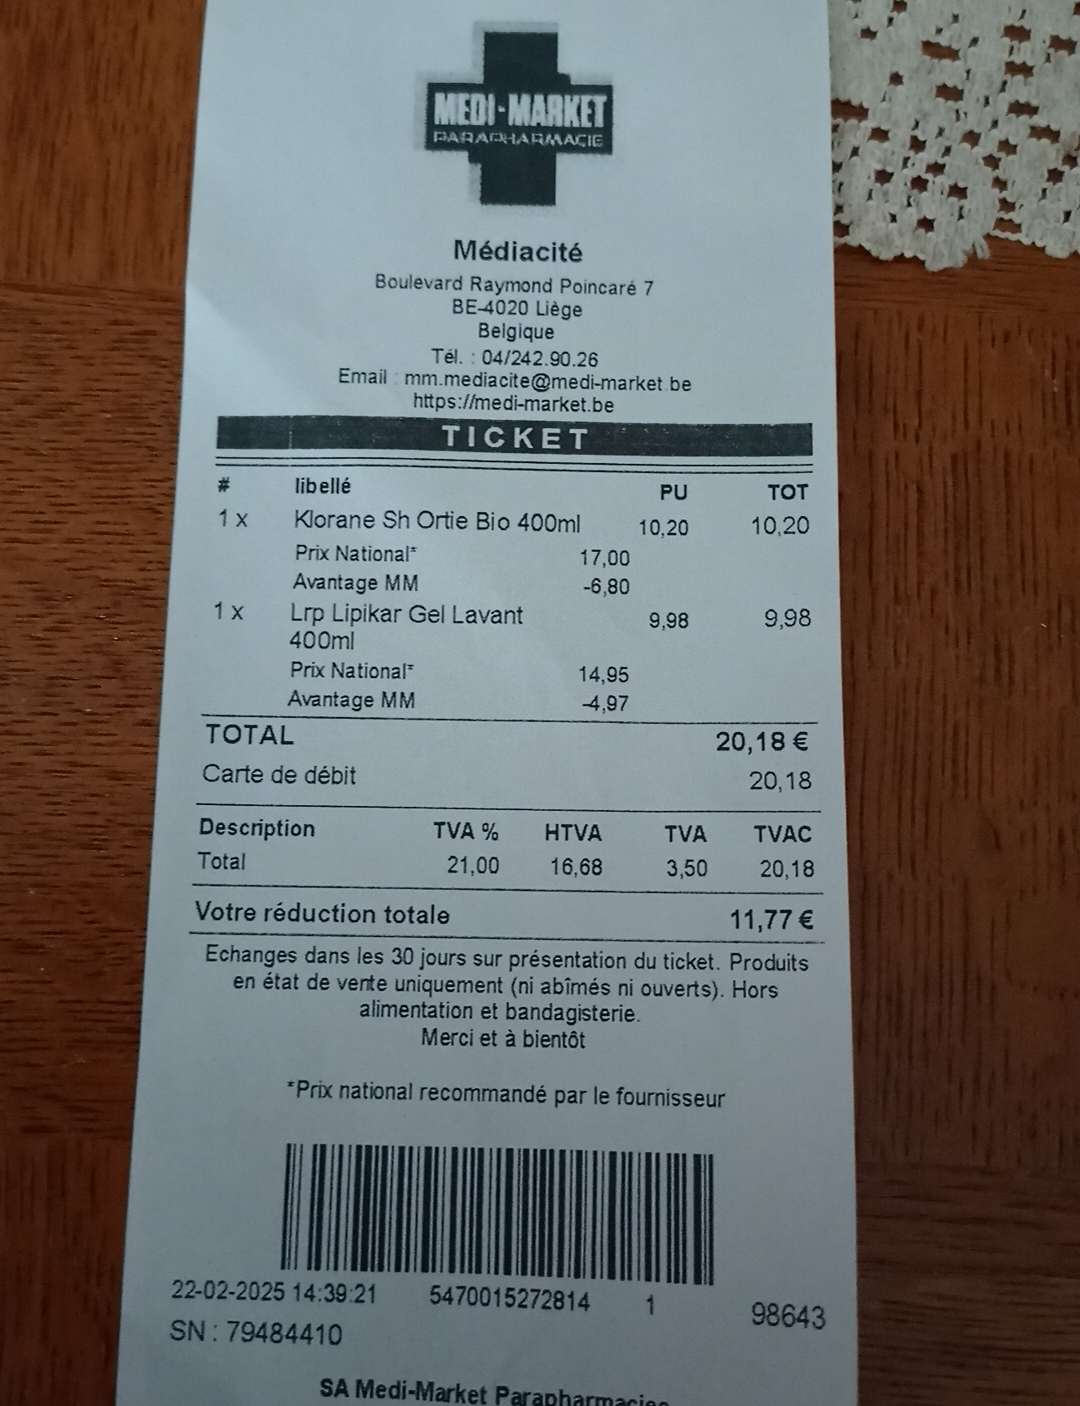 MEDI-MARKET
PARAPHARMACIE
Médiacité
Boulevard Raymond Poincaré 7
BE-4020 Liège
Belgique
Tél. : 04/242.90.26
Email : mm.mediacite@medi-market.be
https://medi-market.be
TICKET
# libellé PU TOT
1 x Klorane Sh Ortie Bio 400ml 10,20 10,20
Prix National* 17,00
Avantage MM -6,80
1 x Lrp Lipikar Gel Lavant 9,98 9,98
400ml
Prix National* 14,95
Avantage MM -4,97
TOTAL 20,18 €
Carte de débit 20,18
Description TVA % HTVA TVA TVAC
Total 21,00 16,68 3,50 20,18
Votre réduction totale 11,77 €
Echanges dans les 30 jours sur présentation du ticket. Produits
en état de vente uniquement (ni abîmés ni ouverts). Hors
alimentation et bandagisterie.
Merci et à bientôt
*Prix national recommandé par le fournisseur
22-02-2025 14:39:21 5470015272814 1 98643
SN : 79484410
SA Medi-Market Parapharmacies